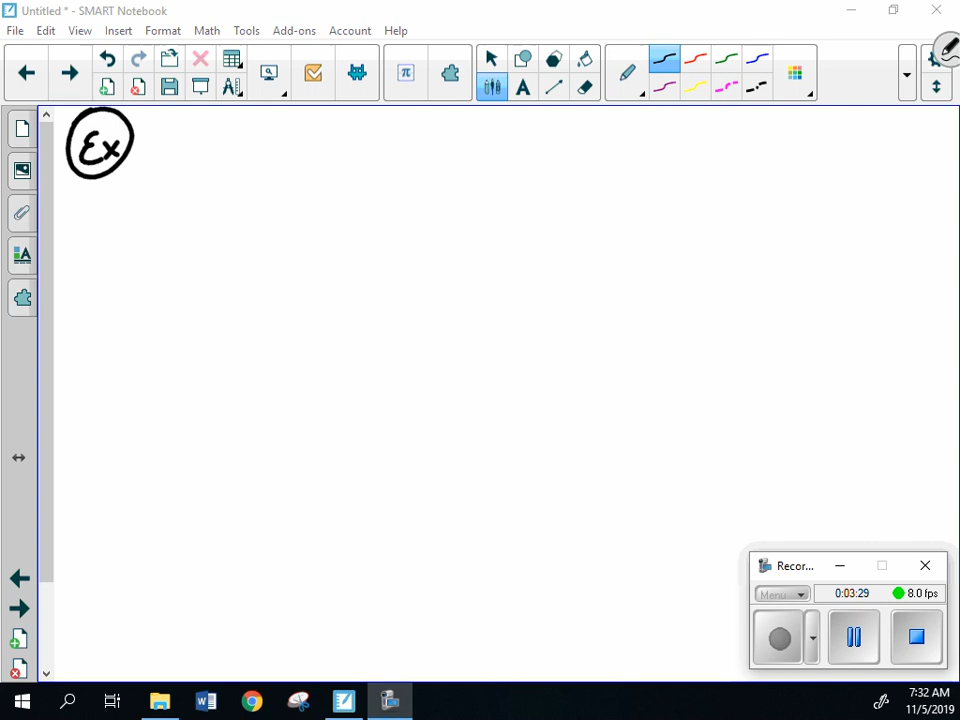 Untitled * - SMART Notebook
File Edit View Insert Format Math Tools Add-ons Account Help
π
A
Ex
A
Recor...
Menu 0:03:29 8.0 fps
7:32 AM
11/5/2019